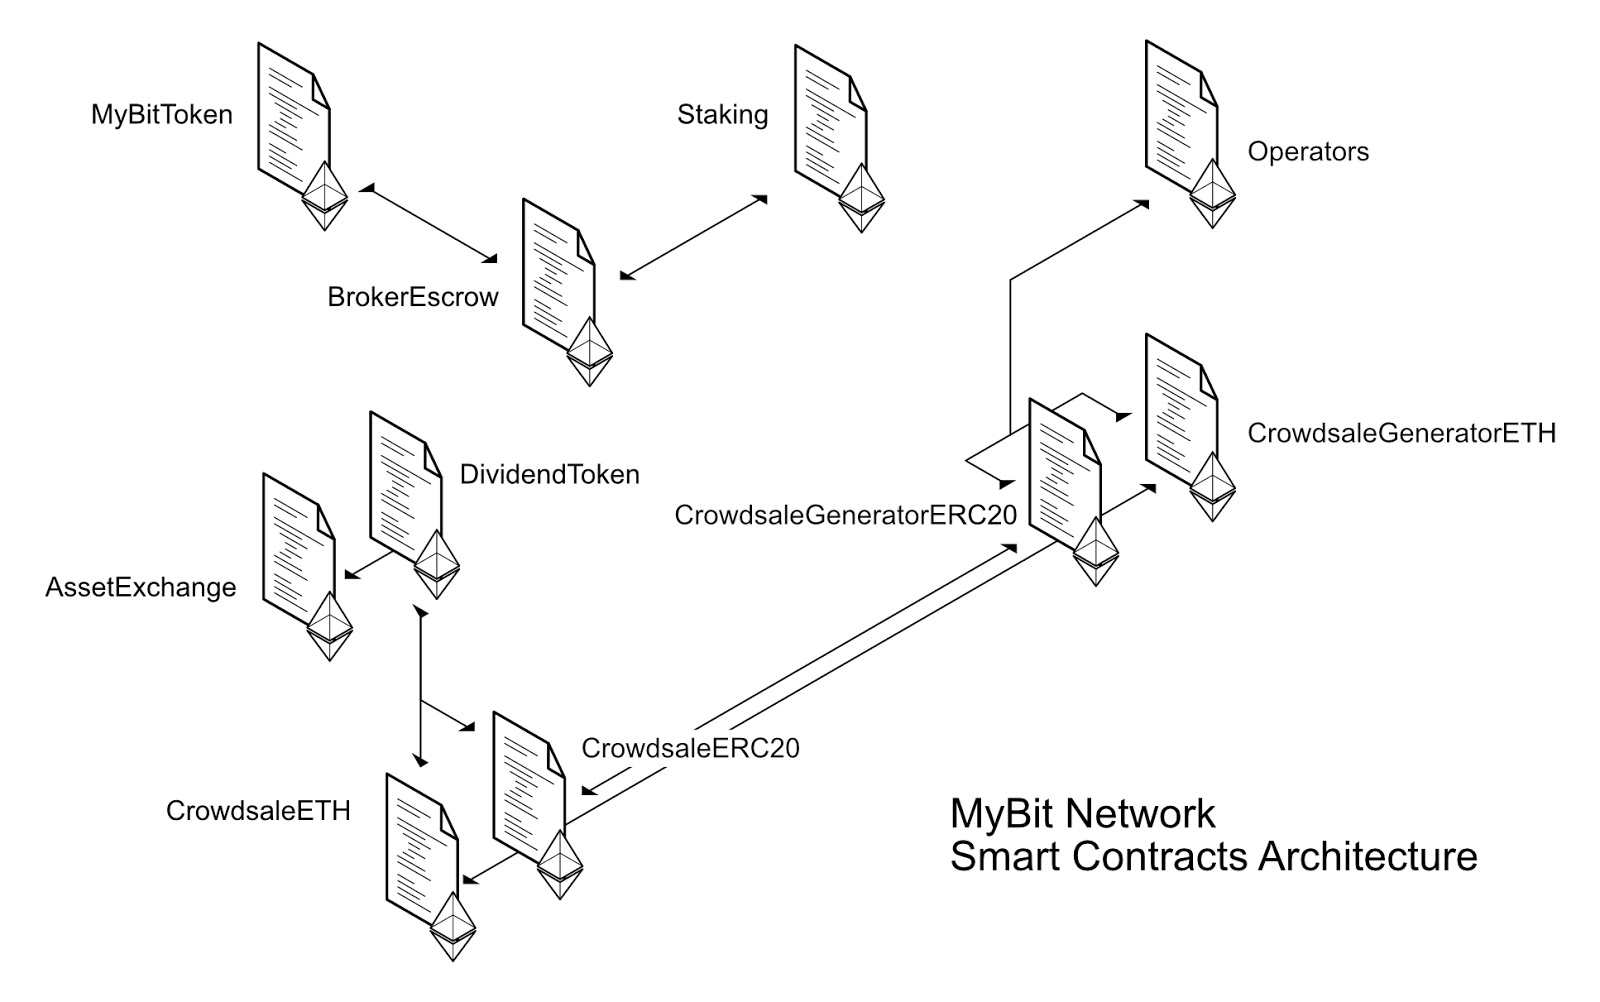 MyBitToken
Staking
Operators
BrokerEscrow
CrowdsaleGeneratorETH
DividendToken
CrowdsaleGeneratorERC20
AssetExchange
CrowdsaleERC20
CrowdsaleETH
MyBit Network
Smart Contracts Architecture